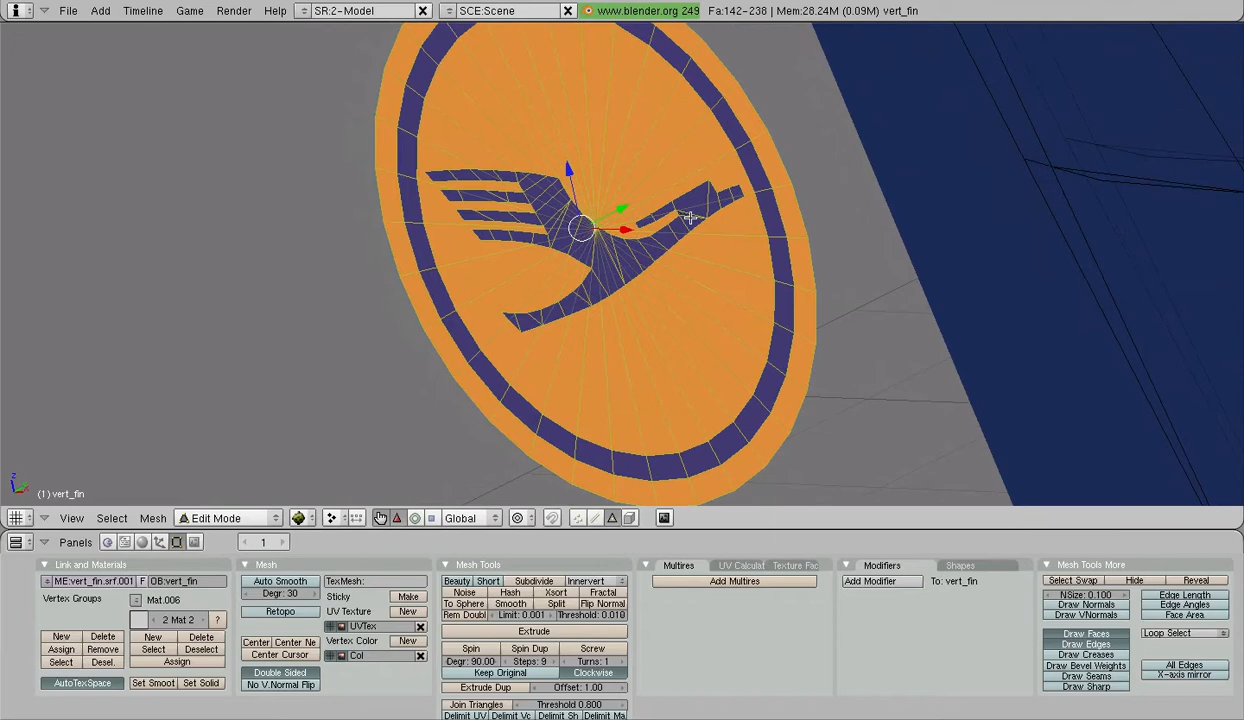 File Add Timeline Game Render Help SR:2-Model SCE:Scene www.blender.org 249 Fa:142-238 | Mem:28.24M (0.09M) vert_fin
z
(1) vert_fin
View Select Mesh Edit Mode Global
Panels 1
Link and Materials
ME:vert_fin.srf.001 F OB:vert_fin
Vertex Groups
Mat.006
2 Mat 2 ?
New Delete New Delete
Assign Remove Select Deselect
Select Desel. Assign
AutoTexSpace Set Smoot Set Solid
Mesh
Auto Smooth TexMesh:
Degr: 30 Sticky Make
Retopo UV Texture New
UVTex
Center Center Ne Vertex Color New
Center Cursor Col
Double Sided
No V.Normal Flip
Mesh Tools
Beauty Short Subdivide Innervert
Noise Hash Xsort Fractal
To Sphere Smooth Split Flip Normal
Rem Doubl Limit: 0.001 Threshold: 0.010
Extrude
Spin Spin Dup Screw
Degr: 90.00 Steps: 9 Turns: 1
Keep Original Clockwise
Extrude Dup Offset: 1.00
Join Triangles Threshold 0.800
Delimit UV Delimit Vc Delimit Sh Delimit Ma
Multires UV Calculat Texture Fac
Add Multires
Modifiers Shapes
Add Modifier To: vert_fin
Mesh Tools More
Select Swap Hide Reveal
NSize: 0.100 Edge Length
Draw Normals Edge Angles
Draw VNormals Face Area
Draw Faces Loop Select
Draw Edges
Draw Creases
Draw Bevel Weights All Edges
Draw Seams X-axis mirror
Draw Sharp